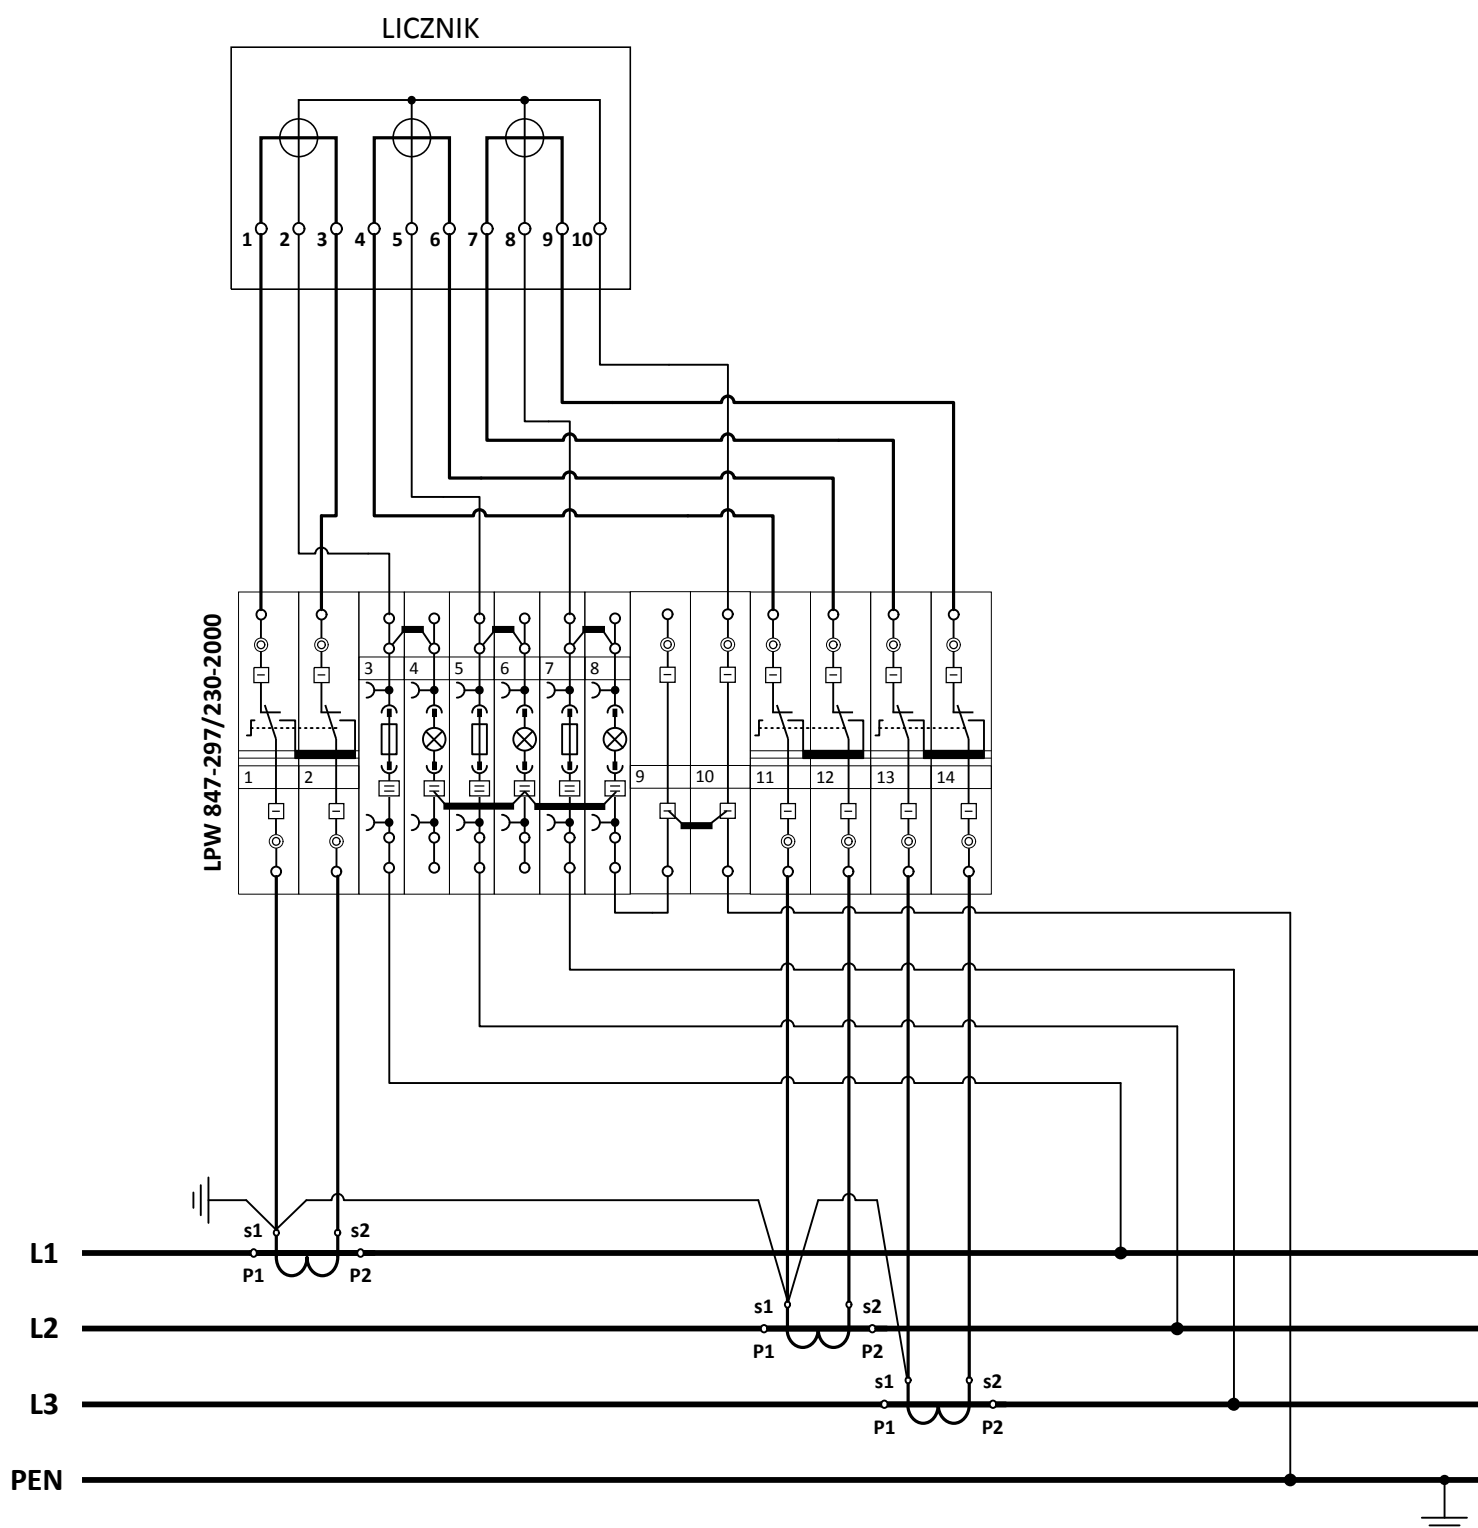 LICZNIK
1 2 3 4 5 6 7 8 9 10
LPW 847-297/230-2000
3 4 5 6 7 8
1 2 9 10 11 12 13 14
s1 s2
L1
P1 P2
s1 s2
L2
P1 P2
s1 s2
L3
P1 P2
PEN